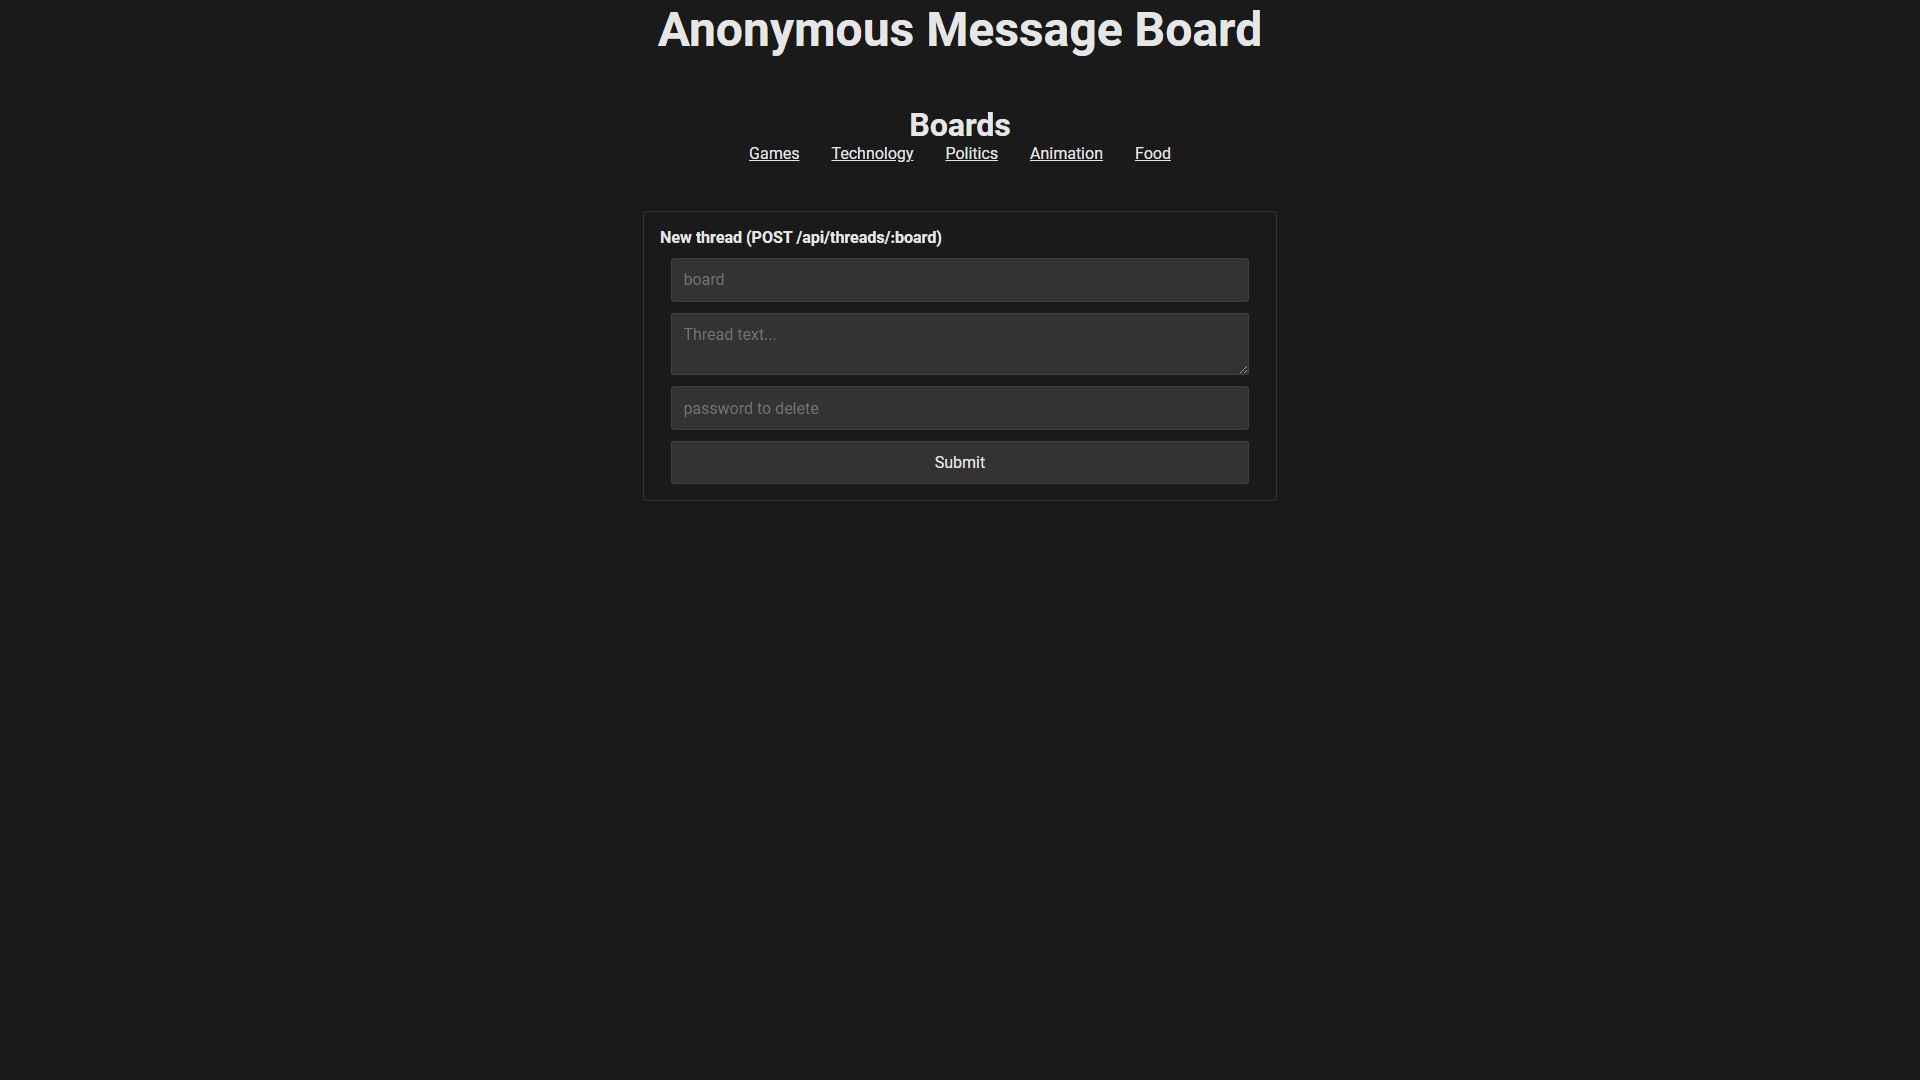 Anonymous Message Board
Boards
Games Technology Politics Animation Food
New thread (POST /api/threads/:board)
board
Thread text...
password to delete
Submit